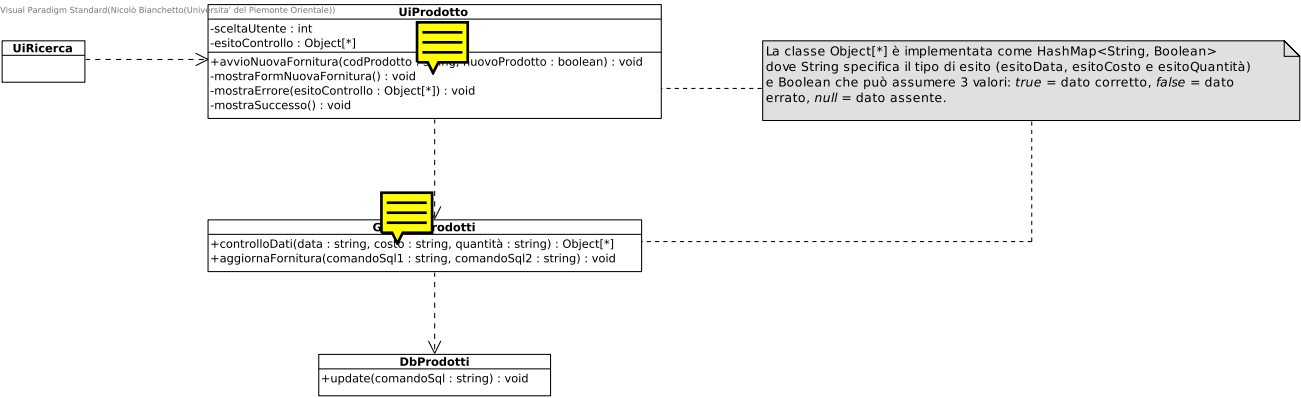 Visual Paradigm Standard(Nicolò Bianchetto(Universita' del Piemonte Orientale))
UiProdotto
-sceltaUtente : int
-esitoControllo : Object[*]
+avvioNuovaFornitura(codProdotto : string, nuovoProdotto : boolean) : void
-mostraFormNuovaFornitura() : void
-mostraErrore(esitoControllo : Object[*]) : void
-mostraSuccesso() : void
UiRicerca
La classe Object[*] è implementata come HashMap<String, Boolean>
dove String specifica il tipo di esito (esitoData, esitoCosto e esitoQuantità)
e Boolean che può assumere 3 valori: true = dato corretto, false = dato
errato, null = dato assente.
+controlloDati(data : string, costo : string, quantità : string) : Object[*]
+aggiornaFornitura(comandoSql1 : string, comandoSql2 : string) : void
DbProdotti
+update(comandoSql : string) : void